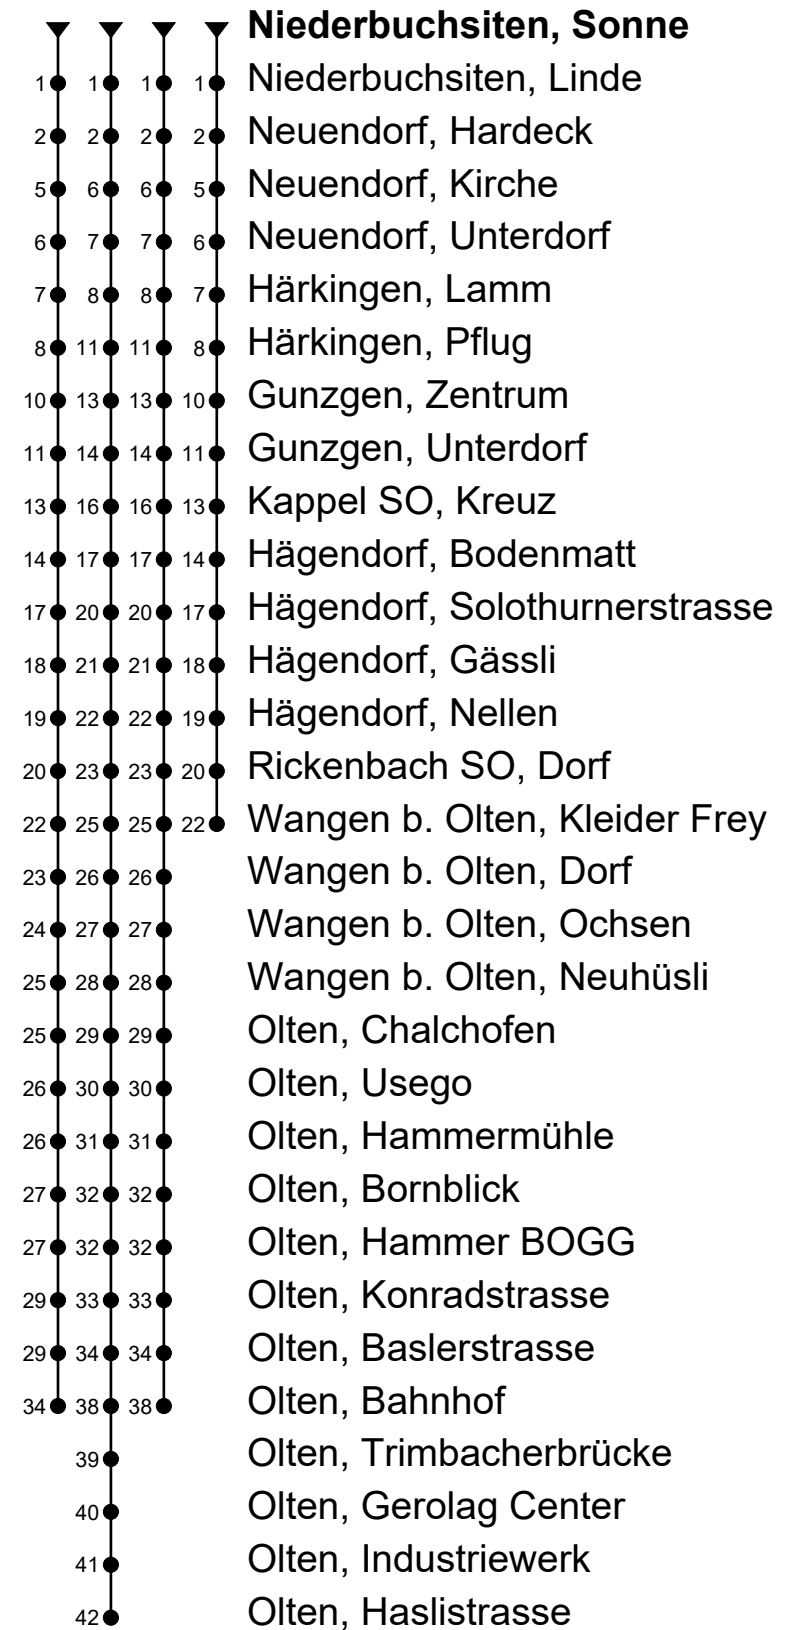 Niederbuchsiten, Sonne
1 1 1 1 Niederbuchsiten, Linde
2 2 2 2 Neuendorf, Hardeck
5 6 6 5 Neuendorf, Kirche
6 7 7 6 Neuendorf, Unterdorf
7 8 8 7 Härkingen, Lamm
8 11 11 8 Härkingen, Pflug
10 13 13 10 Gunzgen, Zentrum
11 14 14 11 Gunzgen, Unterdorf
13 16 16 13 Kappel SO, Kreuz
14 17 17 14 Hägendorf, Bodenmatt
17 20 20 17 Hägendorf, Solothurnerstrasse
18 21 21 18 Hägendorf, Gässli
19 22 22 19 Hägendorf, Nellen
20 23 23 20 Rickenbach SO, Dorf
22 25 25 22 Wangen b. Olten, Kleider Frey
23 26 26 Wangen b. Olten, Dorf
24 27 27 Wangen b. Olten, Ochsen
25 28 28 Wangen b. Olten, Neuhüsli
25 29 29 Olten, Chalchofen
26 30 30 Olten, Usego
26 31 31 Olten, Hammermühle
27 32 32 Olten, Bornblick
27 32 32 Olten, Hammer BOGG
29 33 33 Olten, Konradstrasse
29 34 34 Olten, Baslerstrasse
34 38 38 Olten, Bahnhof
39 Olten, Trimbacherbrücke
40 Olten, Gerolag Center
41 Olten, Industriewerk
42 Olten, Haslistrasse